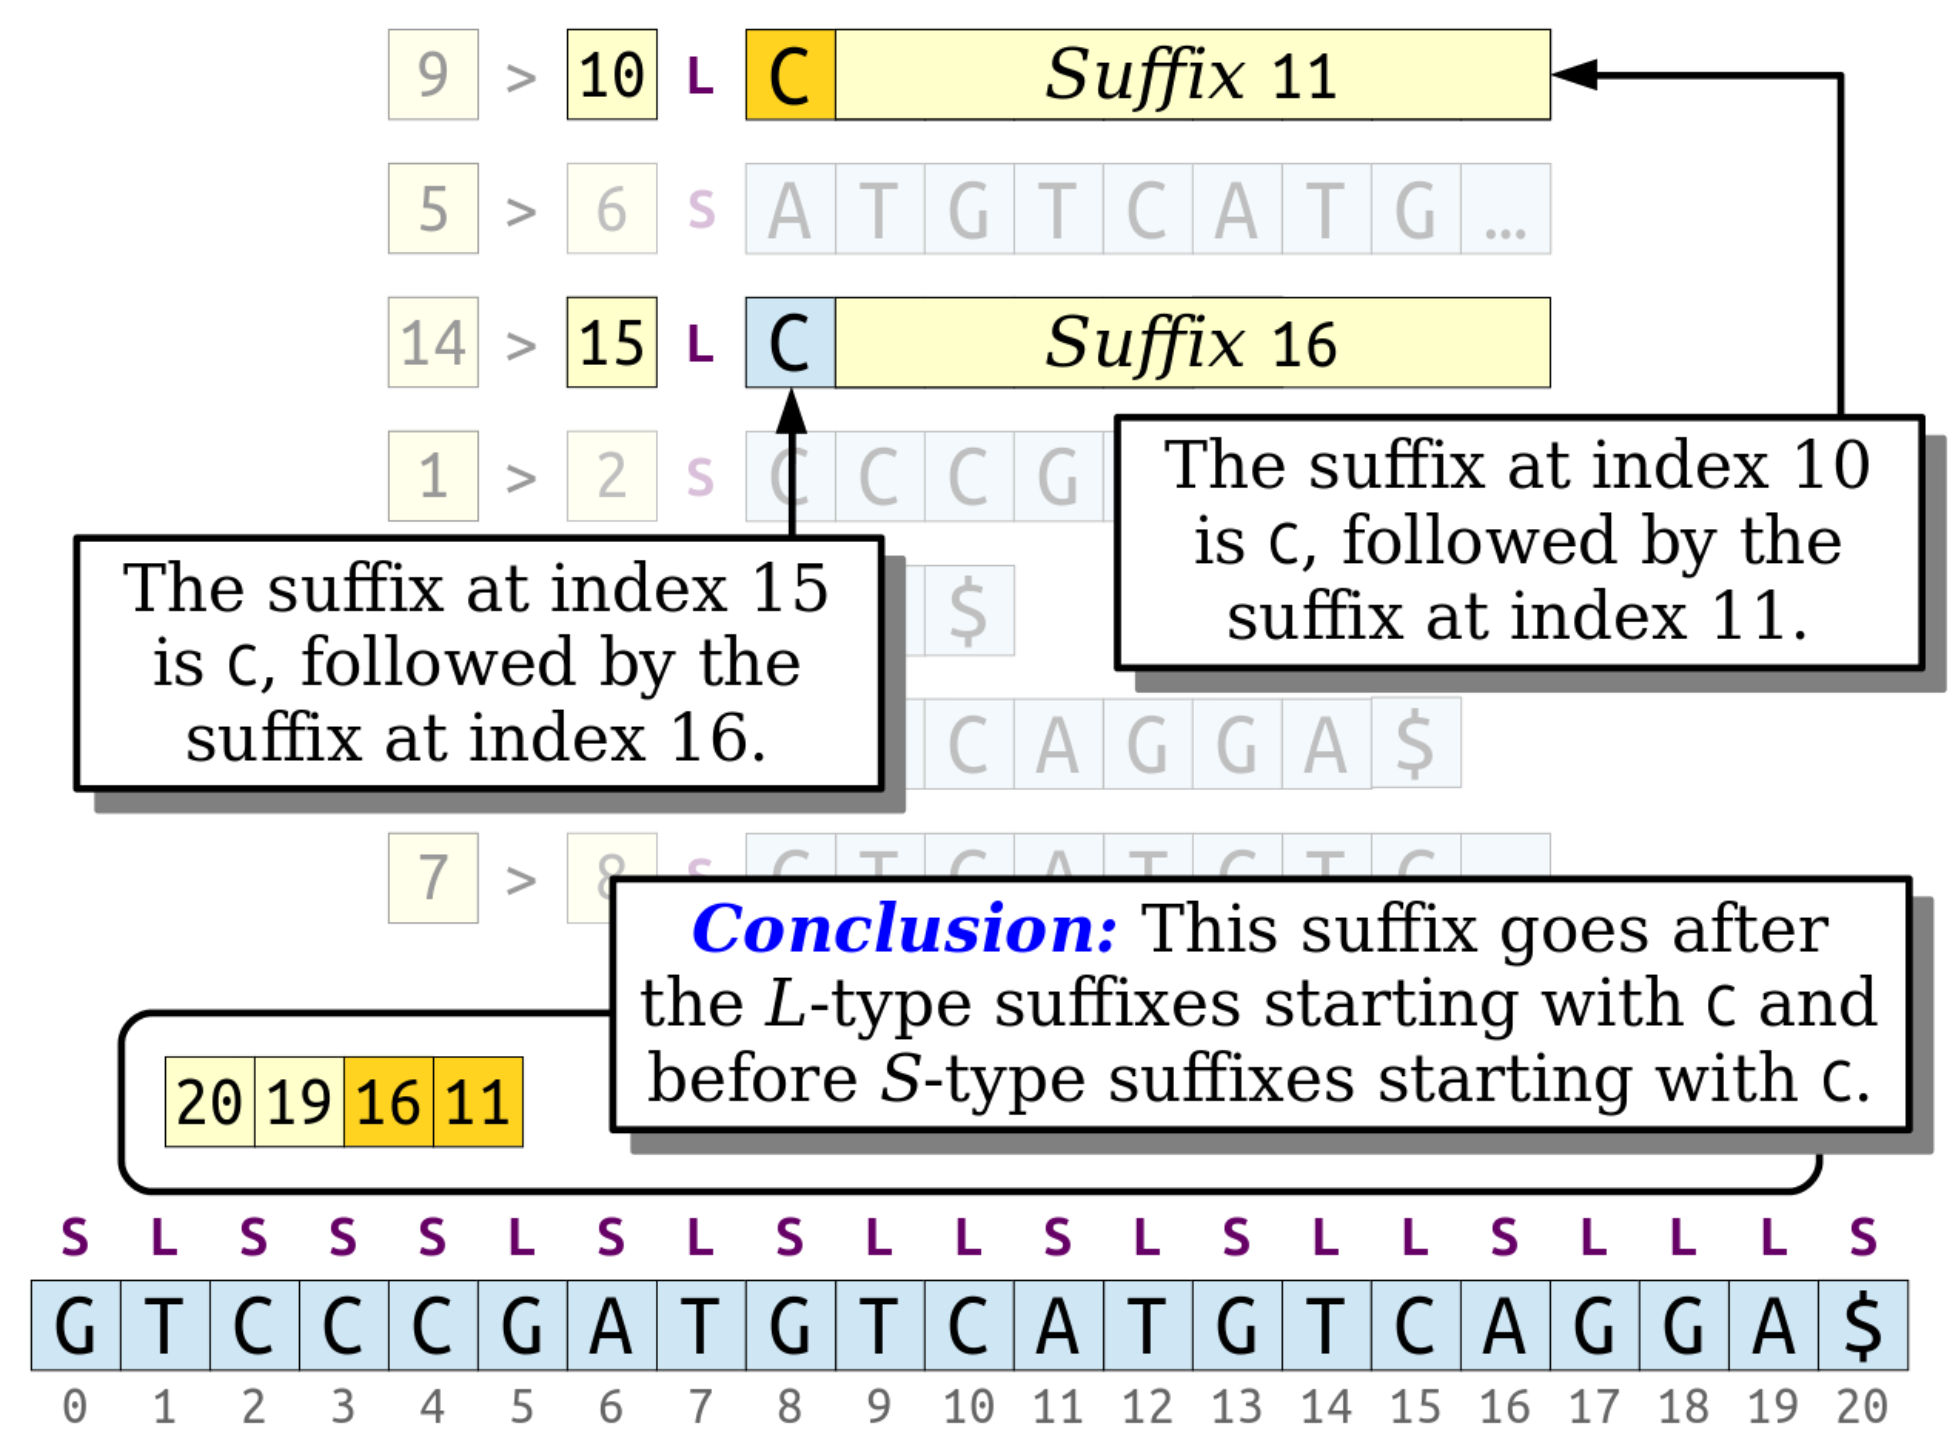 9 > 10 L C Suffix 11
5 > 6 S A T G T C A T G ...
14 > 15 L C Suffix 16
1 > 2 S C C C G
The suffix at index 10
is C, followed by the
suffix at index 11.
The suffix at index 15
is C, followed by the
suffix at index 16.
$
C A G G A $
7 > 8 S G T C A T G T C
Conclusion: This suffix goes after
the L-type suffixes starting with C and
before S-type suffixes starting with C.
20 19 16 11
S L S S S L S L S L L S L S L L S L L L S
G T C C C G A T G T C A T G T C A G G A $
0 1 2 3 4 5 6 7 8 9 10 11 12 13 14 15 16 17 18 19 20